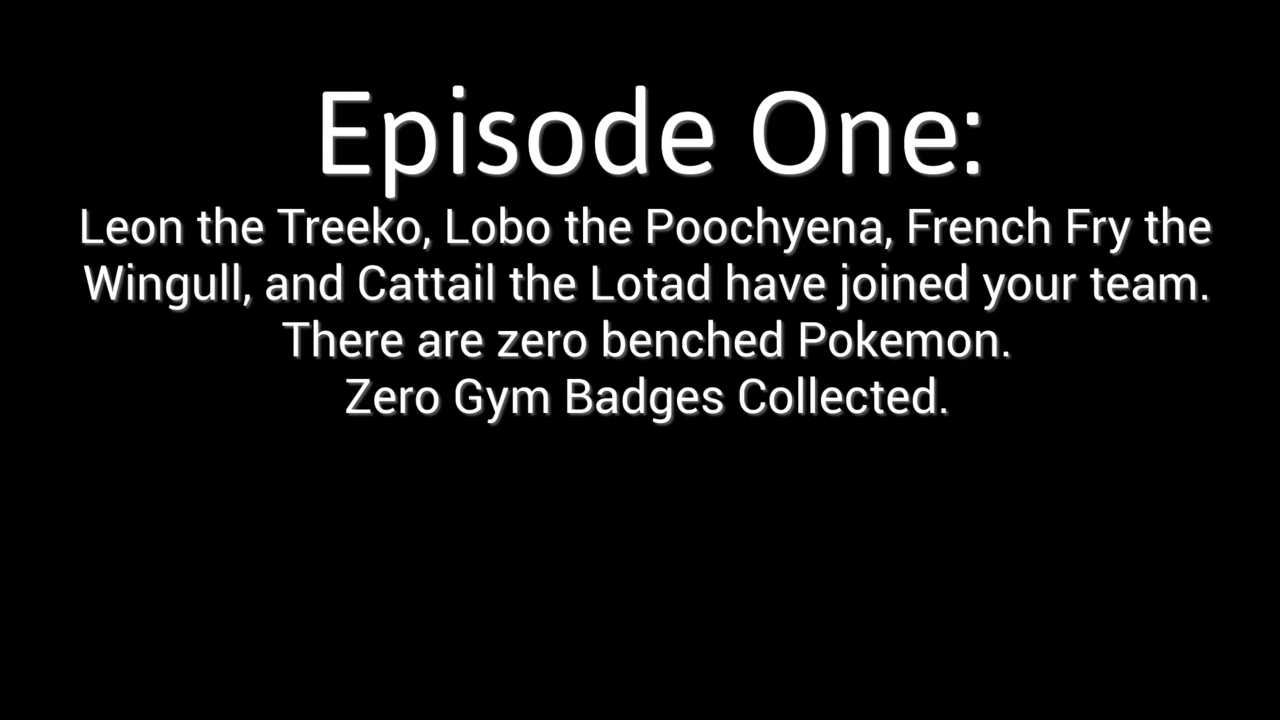 Episode One:
Leon the Treeko, Lobo the Poochyena, French Fry the
Wingull, and Cattail the Lotad have joined your team.
There are zero benched Pokemon.
Zero Gym Badges Collected.